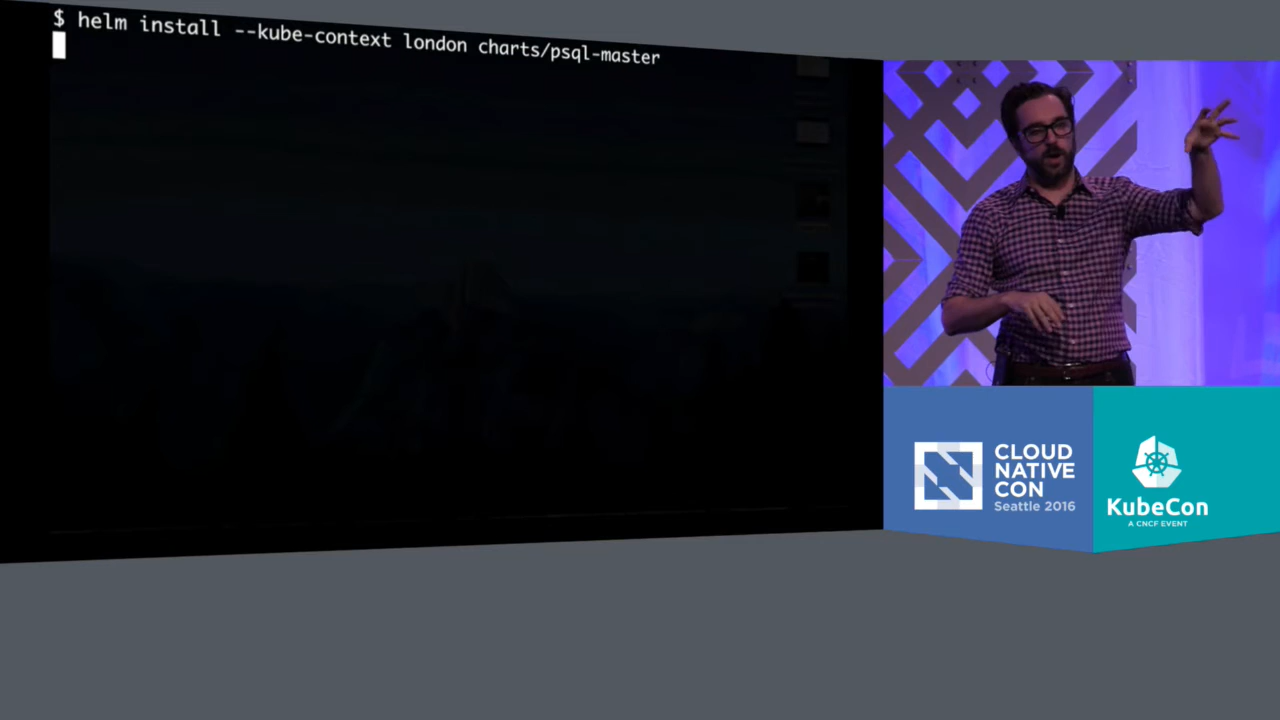 $ helm install --kube-context london charts/psql-master
CLOUD
NATIVE
CON
Seattle 2016
KubeCon
A CNCF EVENT